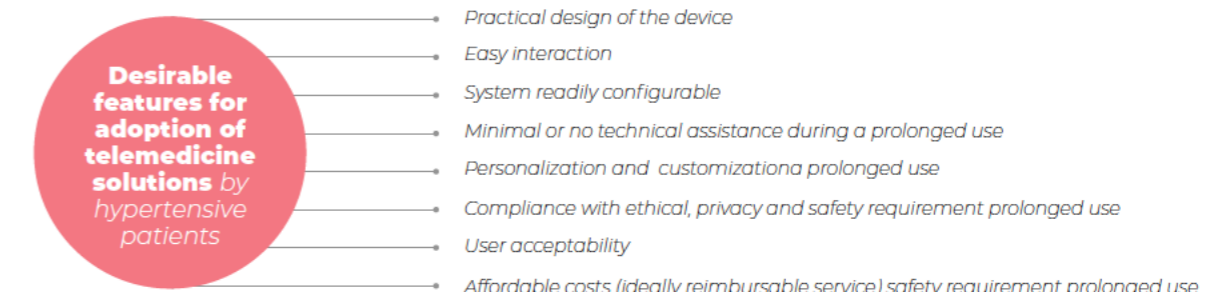 Desirable
features for
adoption of
telemedicine
solutions by
hypertensive
patients
Practical design of the device
Easy interaction
System readily configurable
Minimal or no technical assistance during a prolonged use
Personalization and customizationa prolonged use
Compliance with ethical, privacy and safety requirement prolonged use
User acceptability
Affordable costs (ideally reimbursable service) safety requirement prolonged use